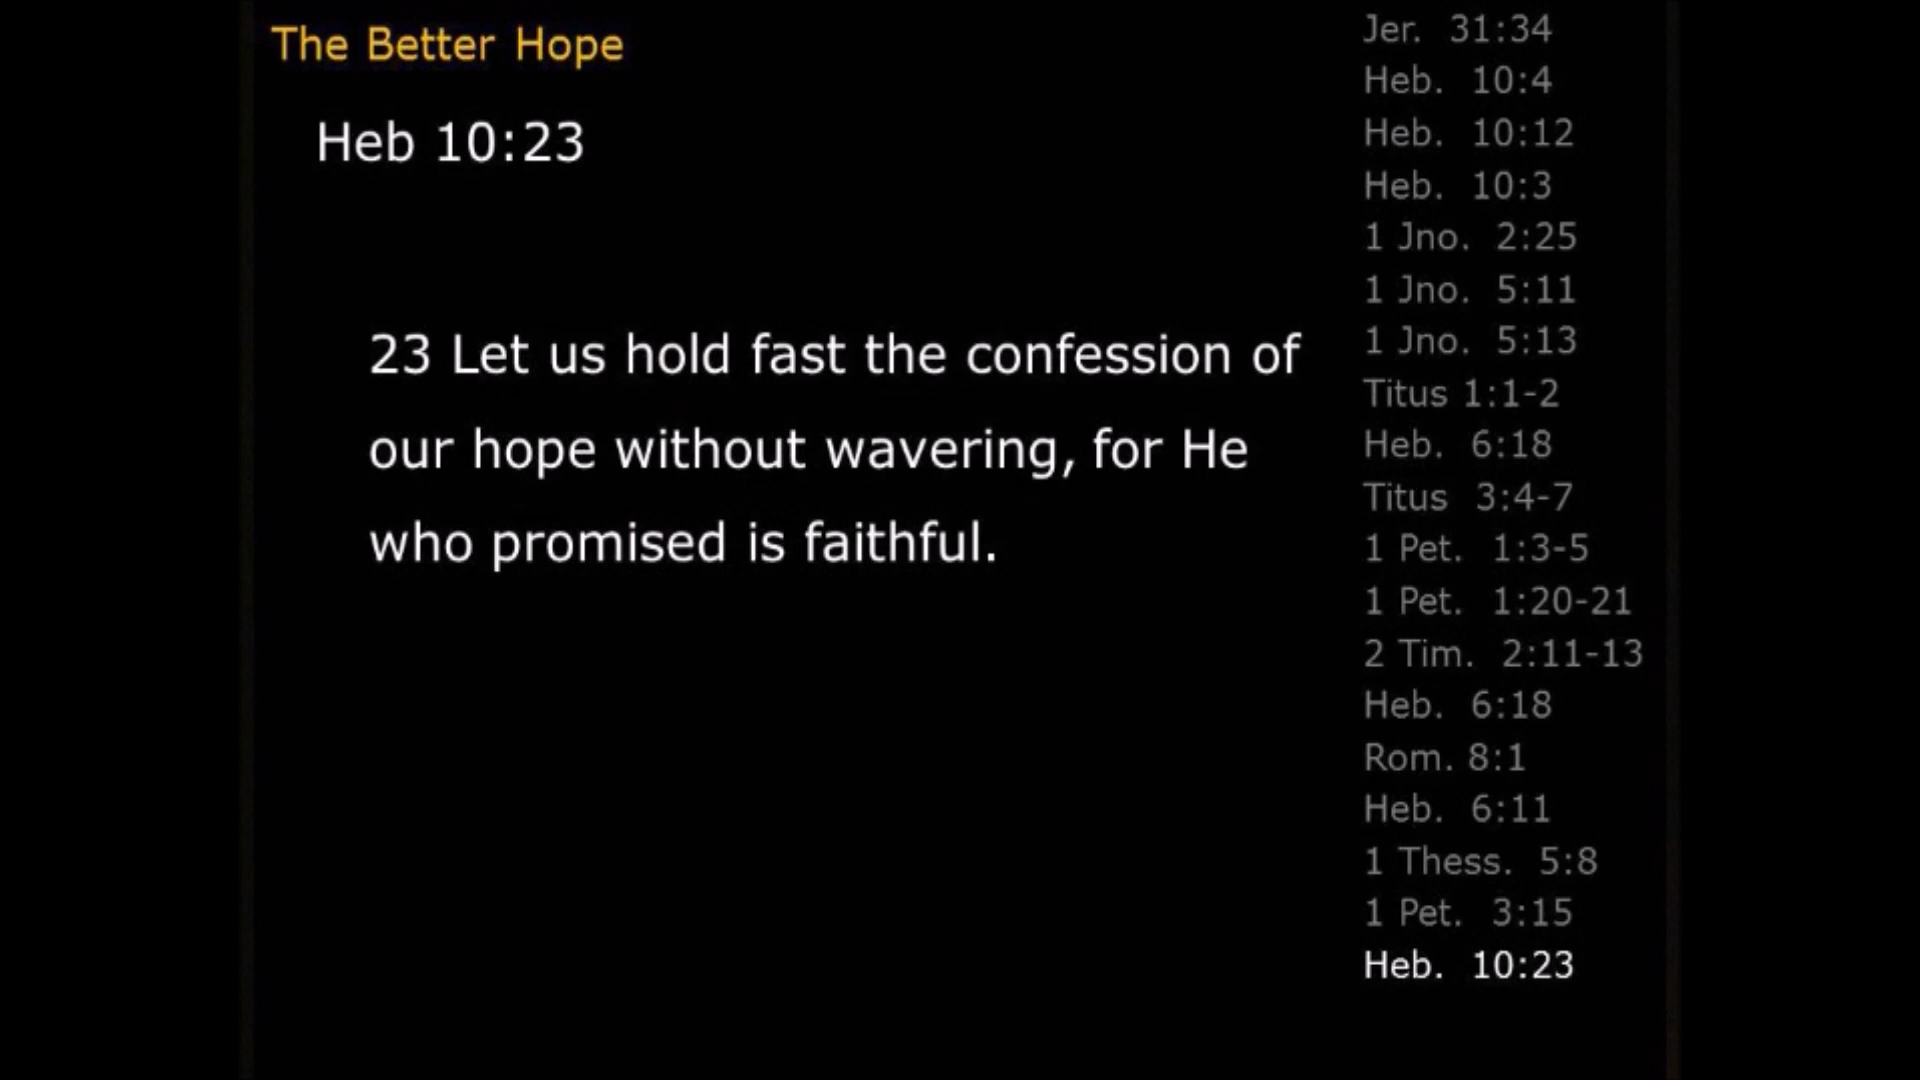 The Better Hope
Heb 10:23
23 Let us hold fast the confession of
our hope without wavering, for He
who promised is faithful.
Jer. 31:34
Heb. 10:4
Heb. 10:12
Heb. 10:3
1 Jno. 2:25
1 Jno. 5:11
1 Jno. 5:13
Titus 1:1-2
Heb. 6:18
Titus 3:4-7
1 Pet. 1:3-5
1 Pet. 1:20-21
2 Tim. 2:11-13
Heb. 6:18
Rom. 8:1
Heb. 6:11
1 Thess. 5:8
1 Pet. 3:15
Heb. 10:23